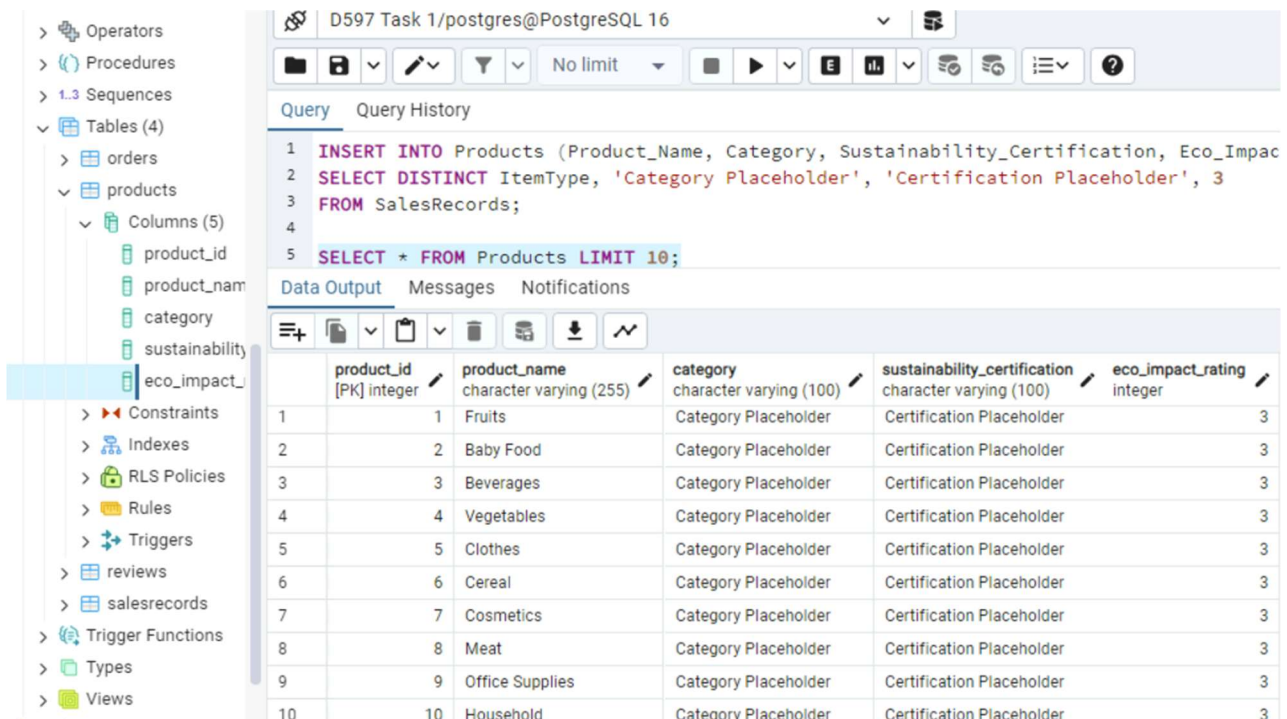 Operators
Procedures
1..3 Sequences
Tables (4)
orders
products
Columns (5)
product_id
product_nam
category
sustainability
eco_impact_
Constraints
Indexes
RLS Policies
Rules
Triggers
reviews
salesrecords
Trigger Functions
Types
Views
D597 Task 1/postgres@PostgreSQL 16
No limit
E
Query Query History
1 INSERT INTO Products (Product_Name, Category, Sustainability_Certification, Eco_Impac
2 SELECT DISTINCT ItemType, 'Category Placeholder', 'Certification Placeholder', 3
3 FROM SalesRecords;
4
5 SELECT * FROM Products LIMIT 10;
Data Output Messages Notifications
product_id product_name category sustainability_certification eco_impact_rating
[PK] integer character varying (255) character varying (100) character varying (100) integer
1 1 Fruits Category Placeholder Certification Placeholder 3
2 2 Baby Food Category Placeholder Certification Placeholder 3
3 3 Beverages Category Placeholder Certification Placeholder 3
4 4 Vegetables Category Placeholder Certification Placeholder 3
5 5 Clothes Category Placeholder Certification Placeholder 3
6 6 Cereal Category Placeholder Certification Placeholder 3
7 7 Cosmetics Category Placeholder Certification Placeholder 3
8 8 Meat Category Placeholder Certification Placeholder 3
9 9 Office Supplies Category Placeholder Certification Placeholder 3
10 10 Household Category Placeholder Certification Placeholder 3